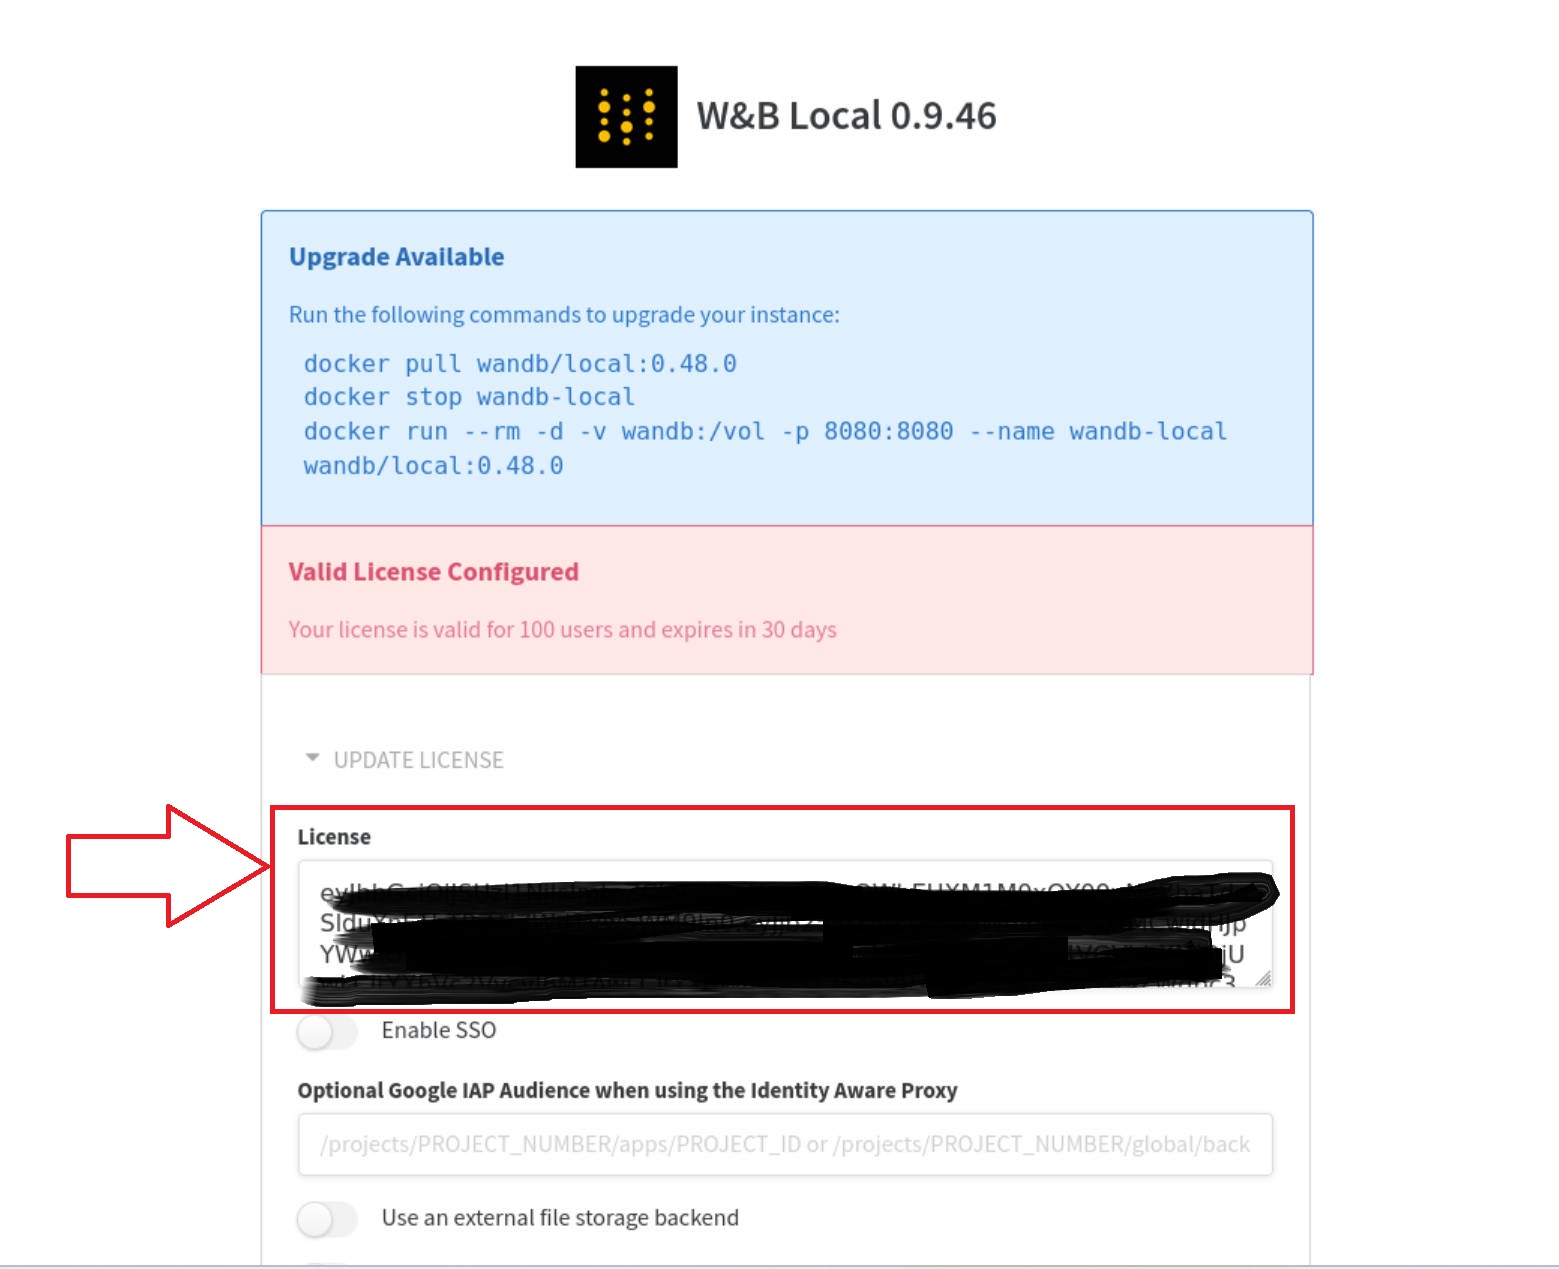 W&B Local 0.9.46
Upgrade Available
Run the following commands to upgrade your instance:
docker pull wandb/local:0.48.0
docker stop wandb-local
docker run --rm -d -v wandb:/vol -p 8080:8080 --name wandb-local
wandb/local:0.48.0
Valid License Configured
Your license is valid for 100 users and expires in 30 days
UPDATE LICENSE
License
Enable SSO
Optional Google IAP Audience when using the Identity Aware Proxy
/projects/PROJECT_NUMBER/apps/PROJECT_ID or /projects/PROJECT_NUMBER/global/back
Use an external file storage backend